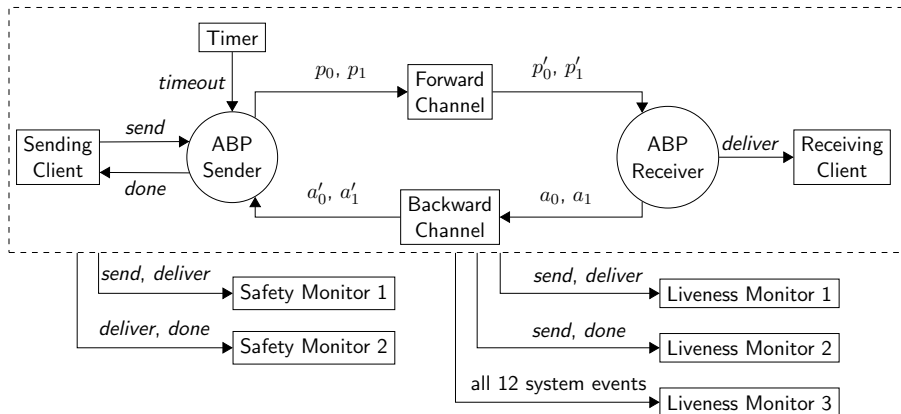 Timer
timeout
p0, p1
Forward
Channel
p′0, p′1
Sending
Client
send
done
ABP
Sender
ABP
Receiver
deliver
Receiving
Client
a′0, a′1
Backward
Channel
a0, a1
send, deliver
Safety Monitor 1
deliver, done
Safety Monitor 2
send, deliver
Liveness Monitor 1
send, done
Liveness Monitor 2
all 12 system events
Liveness Monitor 3